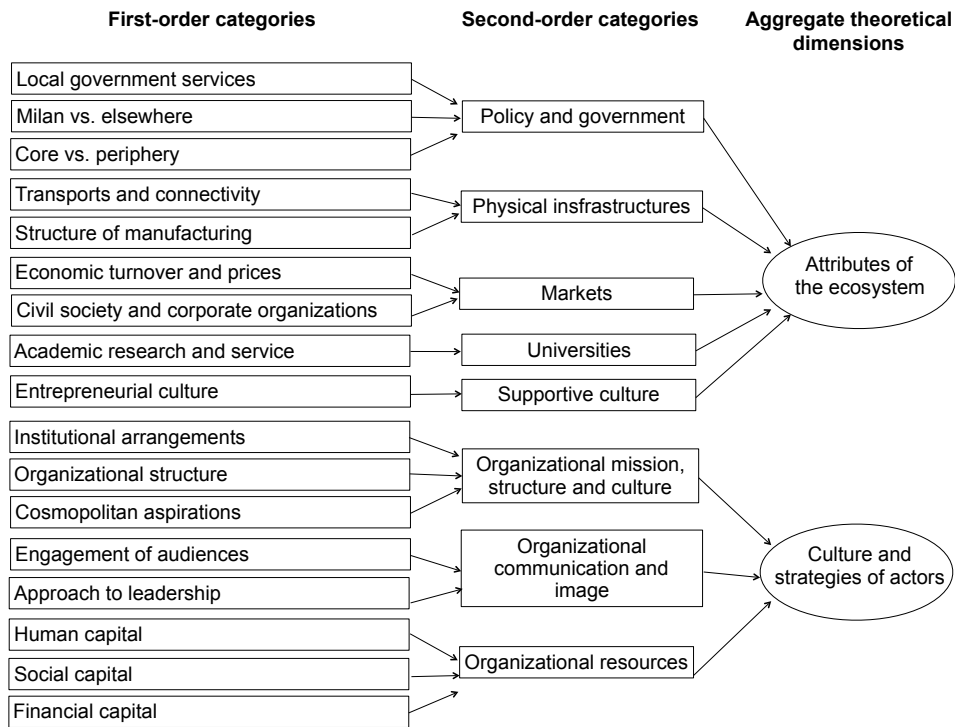 First-order categories
Second-order categories
Aggregate theoretical
dimensions
Local government services
Milan vs. elsewhere
Core vs. periphery
Transports and connectivity
Structure of manufacturing
Economic turnover and prices
Civil society and corporate organizations
Academic research and service
Entrepreneurial culture
Institutional arrangements
Organizational structure
Cosmopolitan aspirations
Engagement of audiences
Approach to leadership
Human capital
Social capital
Financial capital
Policy and government
Physical insfrastructures
Markets
Universities
Supportive culture
Organizational mission,
structure and culture
Organizational
communication and
image
Organizational resources
Attributes of
the ecosystem
Culture and
strategies of actors